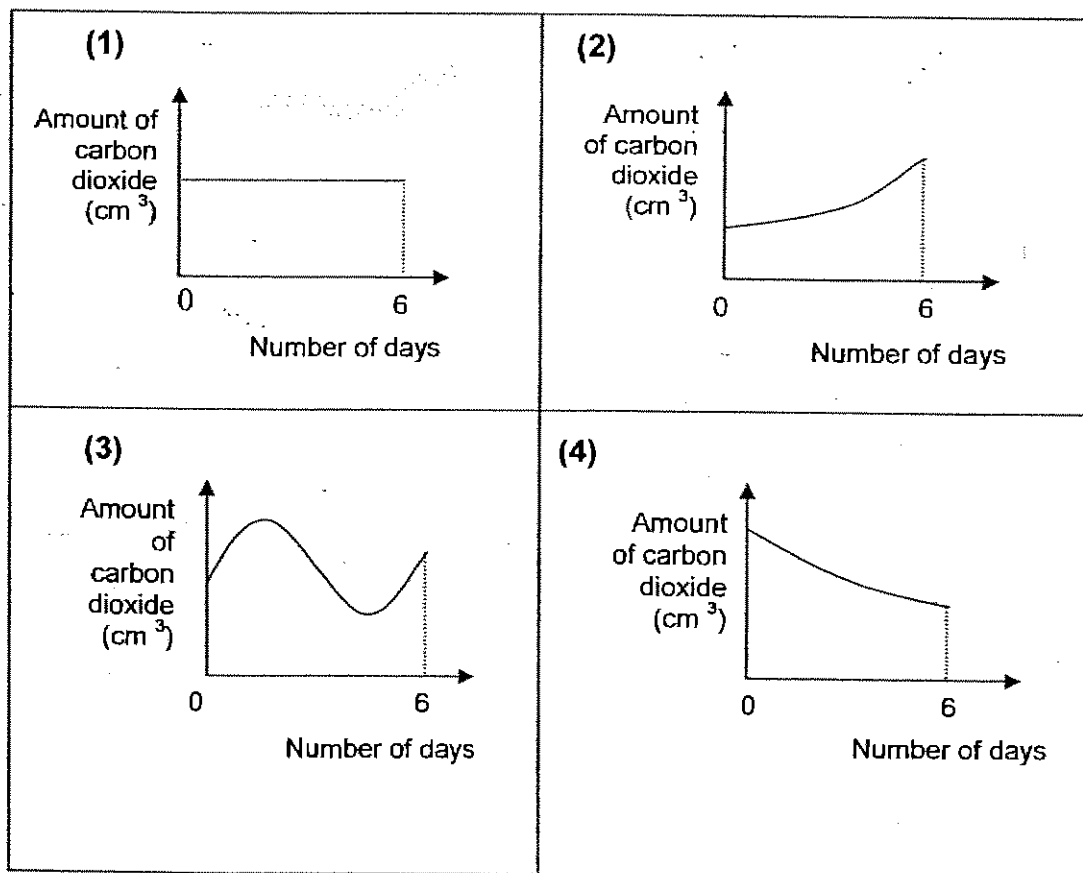 (1)
Amount of
carbon
dioxide
(cm ³)
0
6
Number of days
(2)
Amount
of carbon
dioxide
(cm ³)
0
6
Number of days
(3)
Amount
of
carbon
dioxide
(cm ³)
0
6
Number of days
(4)
Amount
of carbon
dioxide
(cm ³)
0
6
Number of days